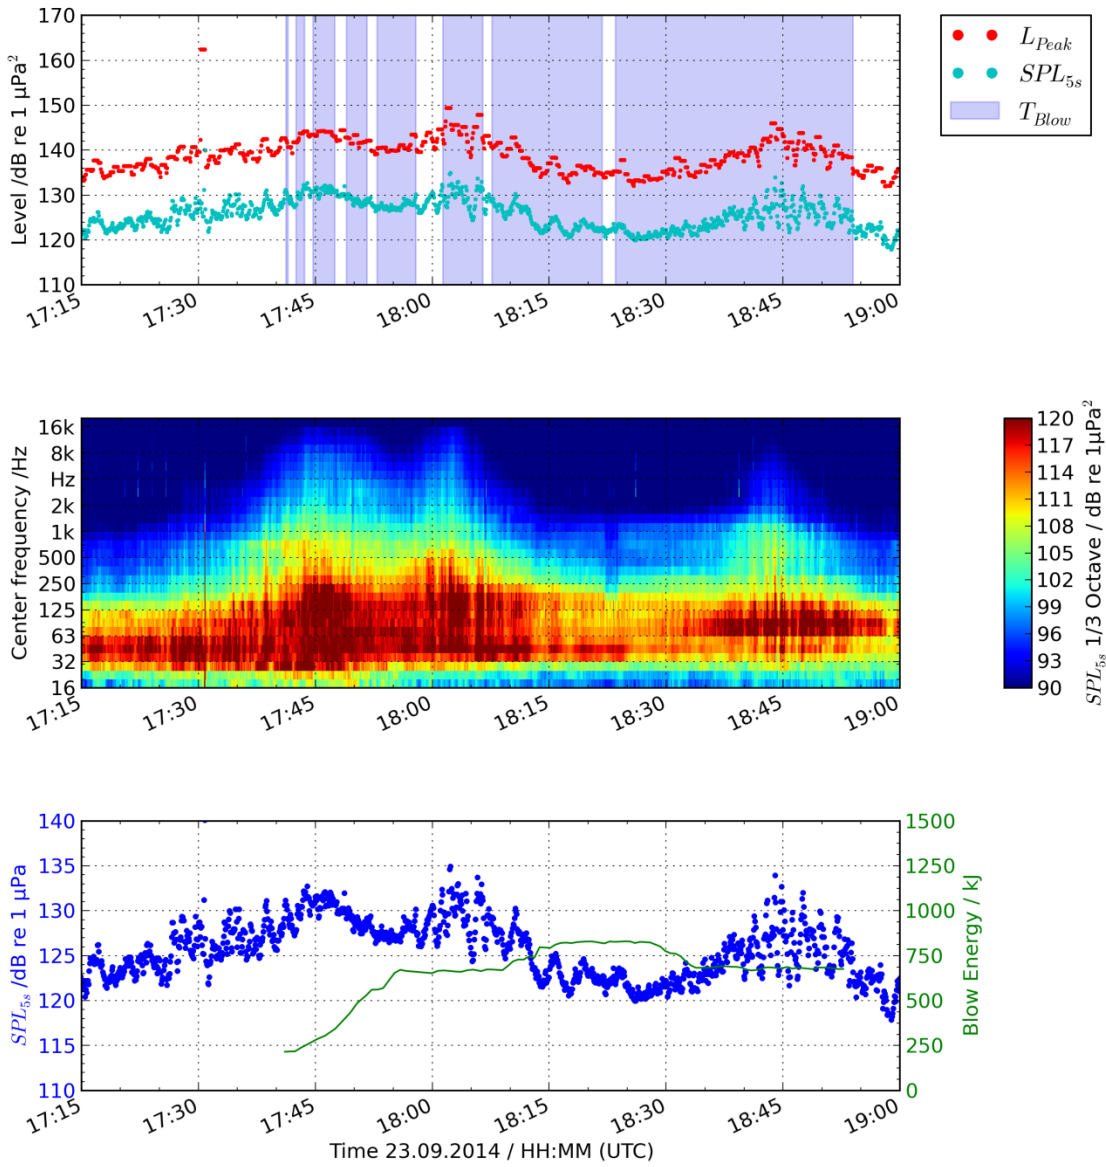 170
160
150
140
130
120
110
Level /dB re 1 μPa²
17:15 17:30 17:45 18:00 18:15 18:30 18:45 19:00
L_Peak
SPL_5s
T_Blow
16k
8k
Hz
2k
1k
500
250
125
63
32
16
Center frequency /Hz
17:15 17:30 17:45 18:00 18:15 18:30 18:45 19:00
120
117
114
111
108
105
102
99
96
93
90
SPL_5s 1/3 Octave / dB re 1μPa²
140
135
130
125
120
115
110
SPL_5s /dB re 1 μPa
1500
1250
1000
750
500
250
0
Blow Energy / kJ
17:15 17:30 17:45 18:00 18:15 18:30 18:45 19:00
Time 23.09.2014 / HH:MM (UTC)